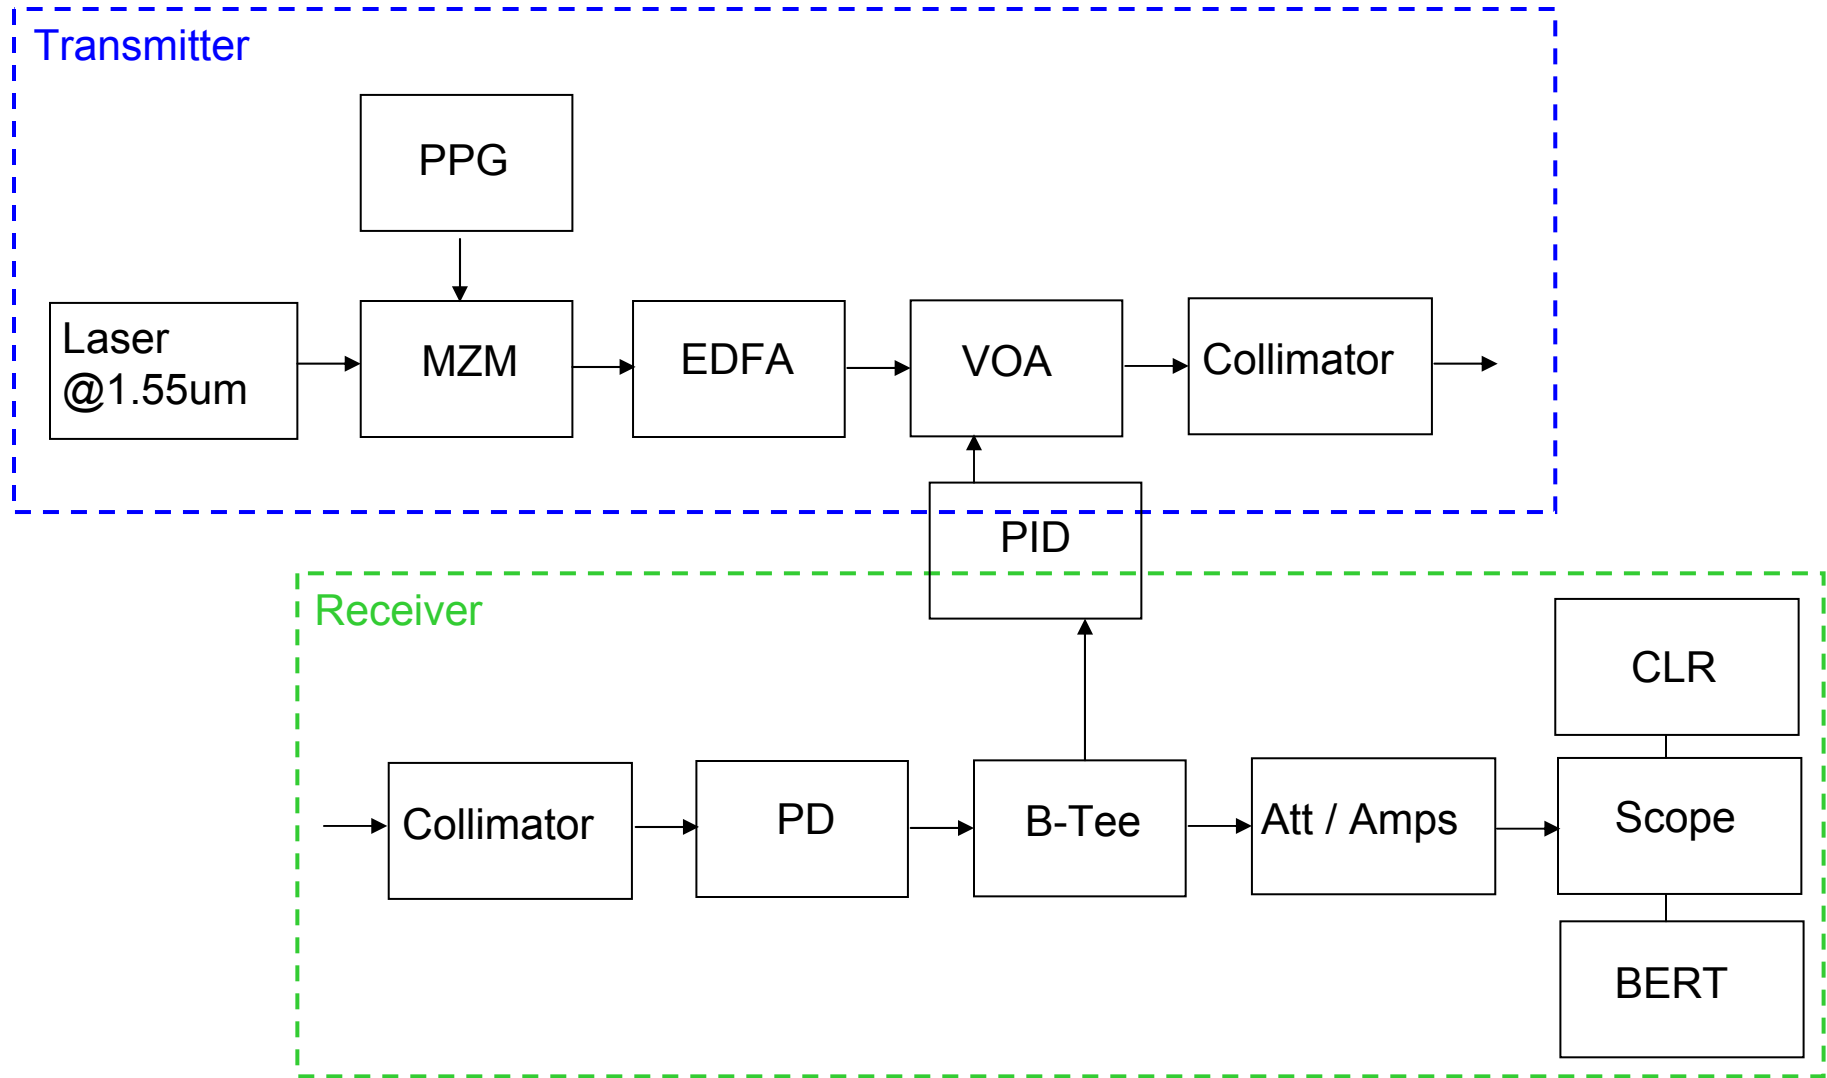 Transmitter
PPG
Laser
@1.55um
MZM
EDFA
VOA
Collimator
PID
Receiver
CLR
Collimator
PD
B-Tee
Att / Amps
Scope
BERT